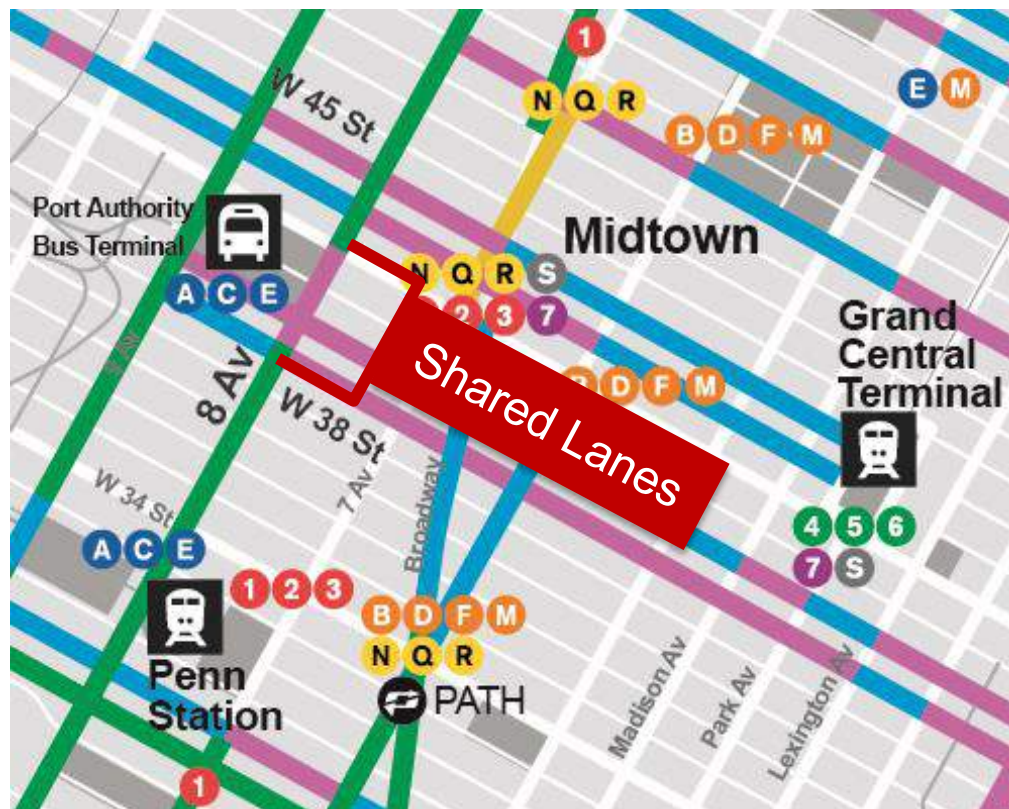 1
N Q R
E M
B D F M
W 45 St
Port Authority
Bus Terminal
Midtown
N Q R S
2 3 7
A C E
Grand
Central
Terminal
Shared Lanes
D F M
8 Av
W 38 St
7 Av
Broadway
W 34 St
4 5 6
7 S
A C E
1 2 3
B D F M
N Q R
Penn
Station
PATH
Madison Av
Park Av
Lexington Av
1